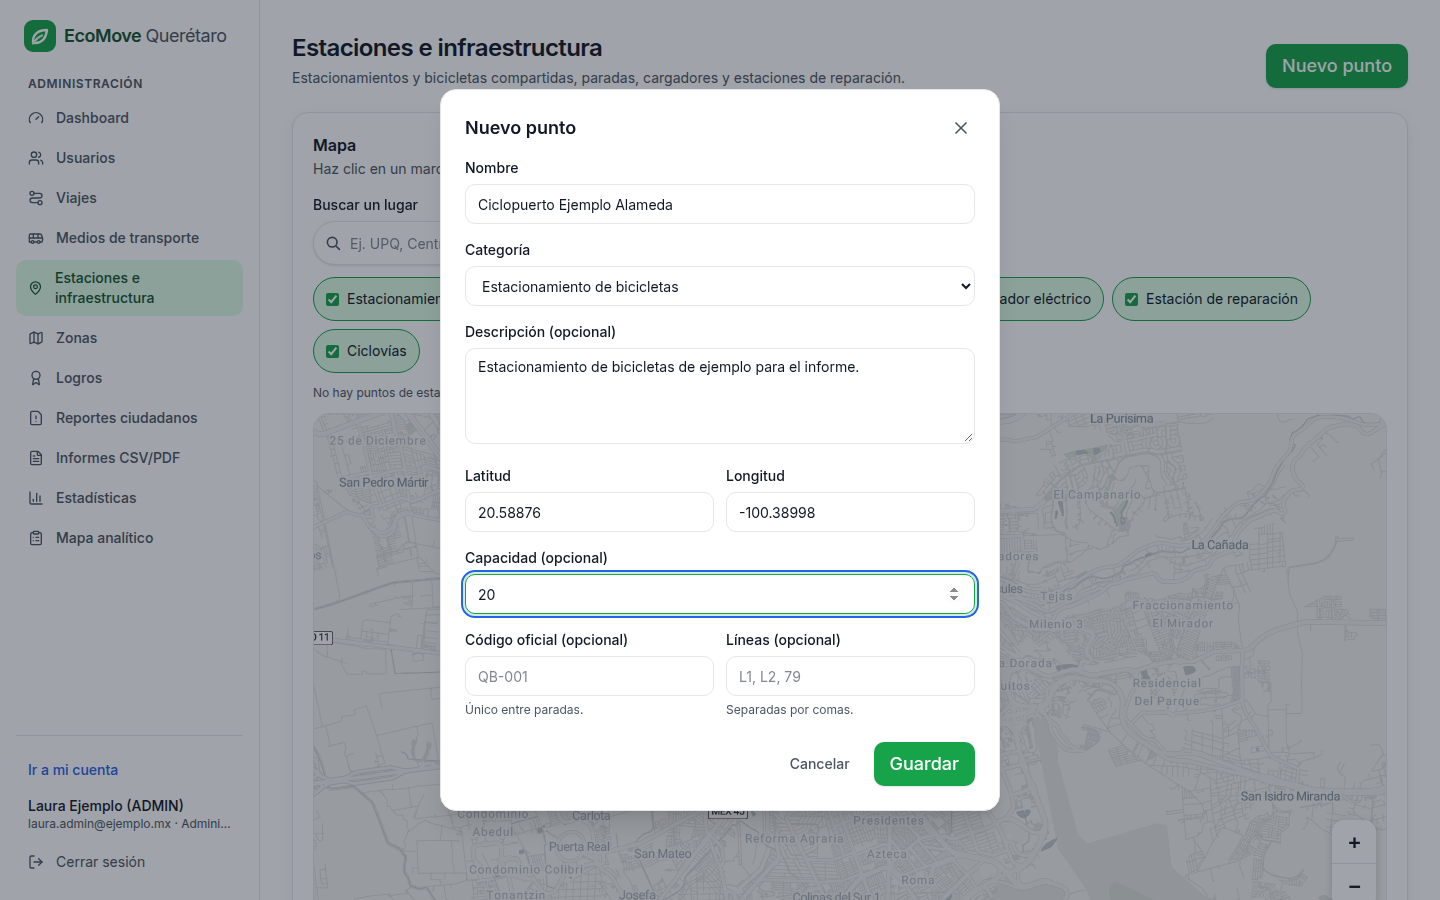 EcoMove Querétaro
ADMINISTRACIÓN
Dashboard
Usuarios
Viajes
Medios de transporte
Estaciones e
infraestructura
Zonas
Logros
Reportes ciudadanos
Informes CSV/PDF
Estadísticas
Mapa analítico
Ir a mi cuenta
Laura Ejemplo (ADMIN)
laura.admin@ejemplo.mx · Admini...
Cerrar sesión
Estaciones e infraestructura
Estacionamientos y bicicletas compartidas, paradas, cargadores y estaciones de reparación.
Nuevo punto
Mapa
Haz clic en un
Buscar un lugar
Ej. UPQ,
Estación de reparación
eléctrico
Ciclovías
No hay puntos de
Nuevo punto
Nombre
Ciclopuerto Ejemplo Alameda
Categoría
Estacionamiento de bicicletas
Descripción (opcional)
Estacionamiento de bicicletas de ejemplo para el informe.
Latitud
Longitud
20.58876
-100.38998
Capacidad (opcional)
20
Código oficial (opcional)
Líneas (opcional)
QB-001
L1, L2, 79
Único entre paradas.
Separadas por comas.
Cancelar
Guardar
La Purísima
25 de Diciembre
San Pedro Mártir
El Campanario
La Cañada
Tejas
Fraccionamiento
El Mirador
Milenio 3
Residencial
Del Parque
San Isidro Miranda
Condominio
Abedul
Carlota
Puerta Real
San Mateo
Condominio Colibri
Tonantzin
Josefa
Presidentes
Reforma Agraria
Azteca
Roma
Colinas del Sur 1
+
−